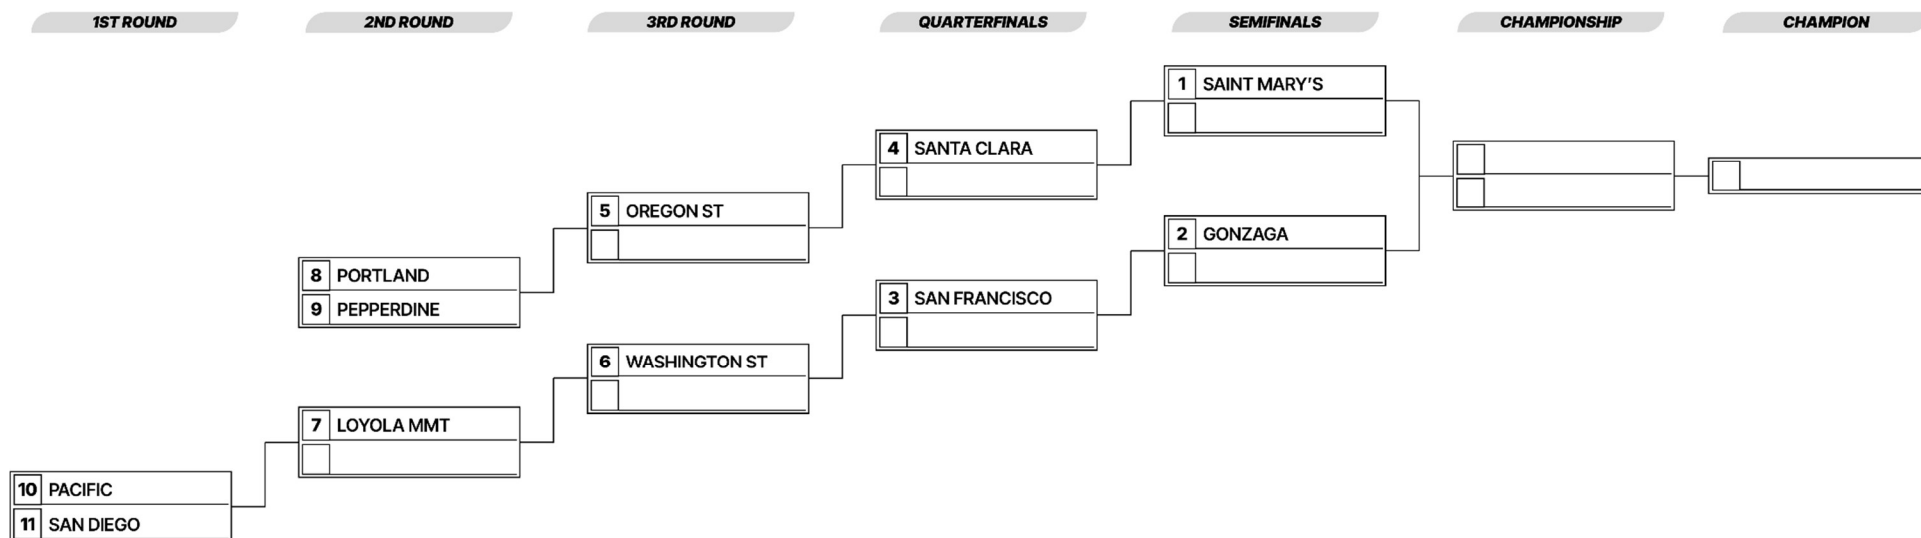 1ST ROUND
2ND ROUND
3RD ROUND
QUARTERFINALS
SEMIFINALS
CHAMPIONSHIP
CHAMPION
1 SAINT MARY'S
4 SANTA CLARA
5 OREGON ST
2 GONZAGA
8 PORTLAND
9 PEPPERDINE
3 SAN FRANCISCO
6 WASHINGTON ST
7 LOYOLA MMT
10 PACIFIC
11 SAN DIEGO